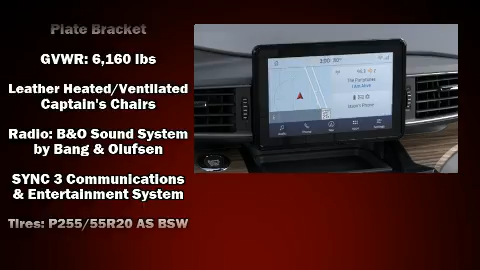 Plate Bracket
GVWR: 6,160 lbs
Leather Heated/Ventilated
Captain's Chairs
Radio: B&O Sound System
by Bang & Olufsen
SYNC 3 Communications
& Entertainment System
Tires: P255/55R20 AS BSW